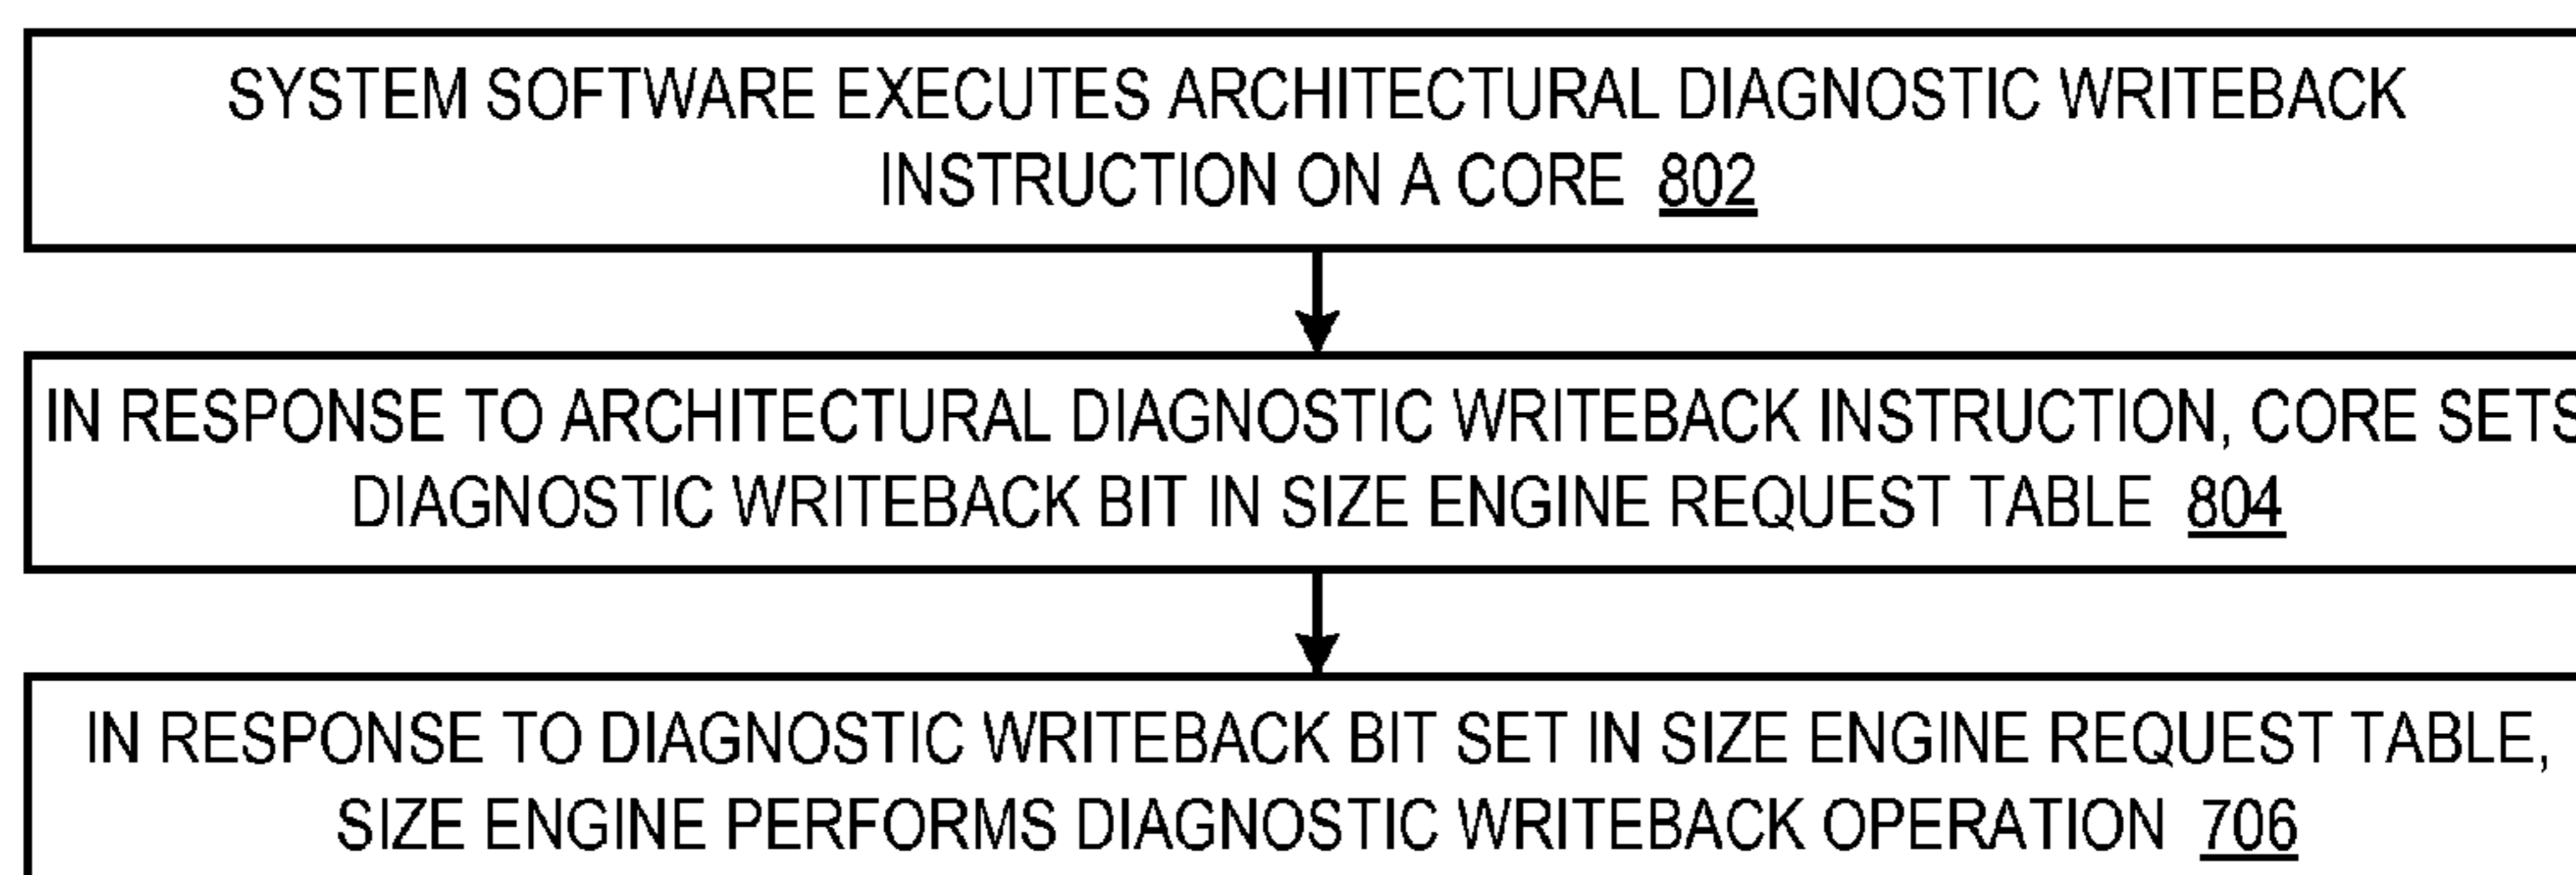 SYSTEM SOFTWARE EXECUTES ARCHITECTURAL DIAGNOSTIC WRITEBACK
INSTRUCTION ON A CORE 802
IN RESPONSE TO ARCHITECTURAL DIAGNOSTIC WRITEBACK INSTRUCTION, CORE SETS
DIAGNOSTIC WRITEBACK BIT IN SIZE ENGINE REQUEST TABLE 804
IN RESPONSE TO DIAGNOSTIC WRITEBACK BIT SET IN SIZE ENGINE REQUEST TABLE,
SIZE ENGINE PERFORMS DIAGNOSTIC WRITEBACK OPERATION 706